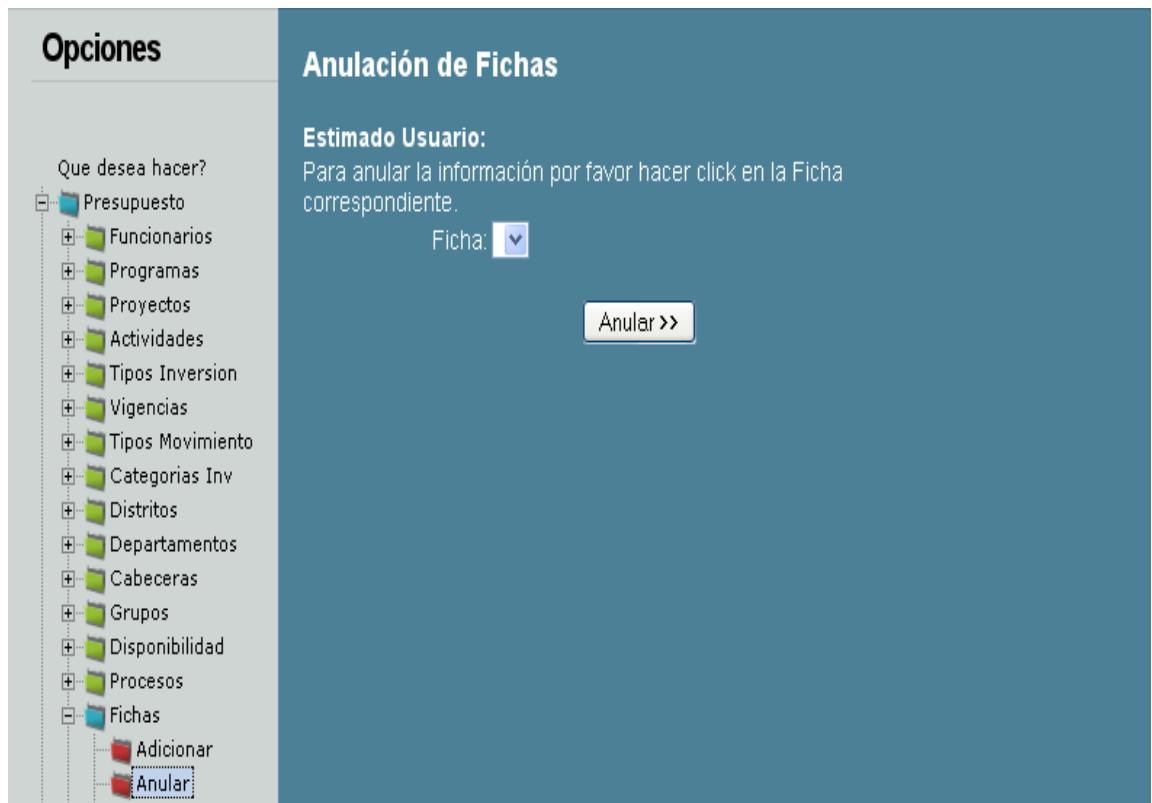 Opciones
Que desea hacer?
Presupuesto
Funcionarios
Programas
Proyectos
Actividades
Tipos Inversion
Vigencias
Tipos Movimiento
Categorias Inv
Distritos
Departamentos
Cabeceras
Grupos
Disponibilidad
Procesos
Fichas
Adicionar
Anular
Anulación de Fichas
Estimado Usuario:
Para anular la información por favor hacer click en la Ficha
correspondiente.
Ficha:
Anular >>